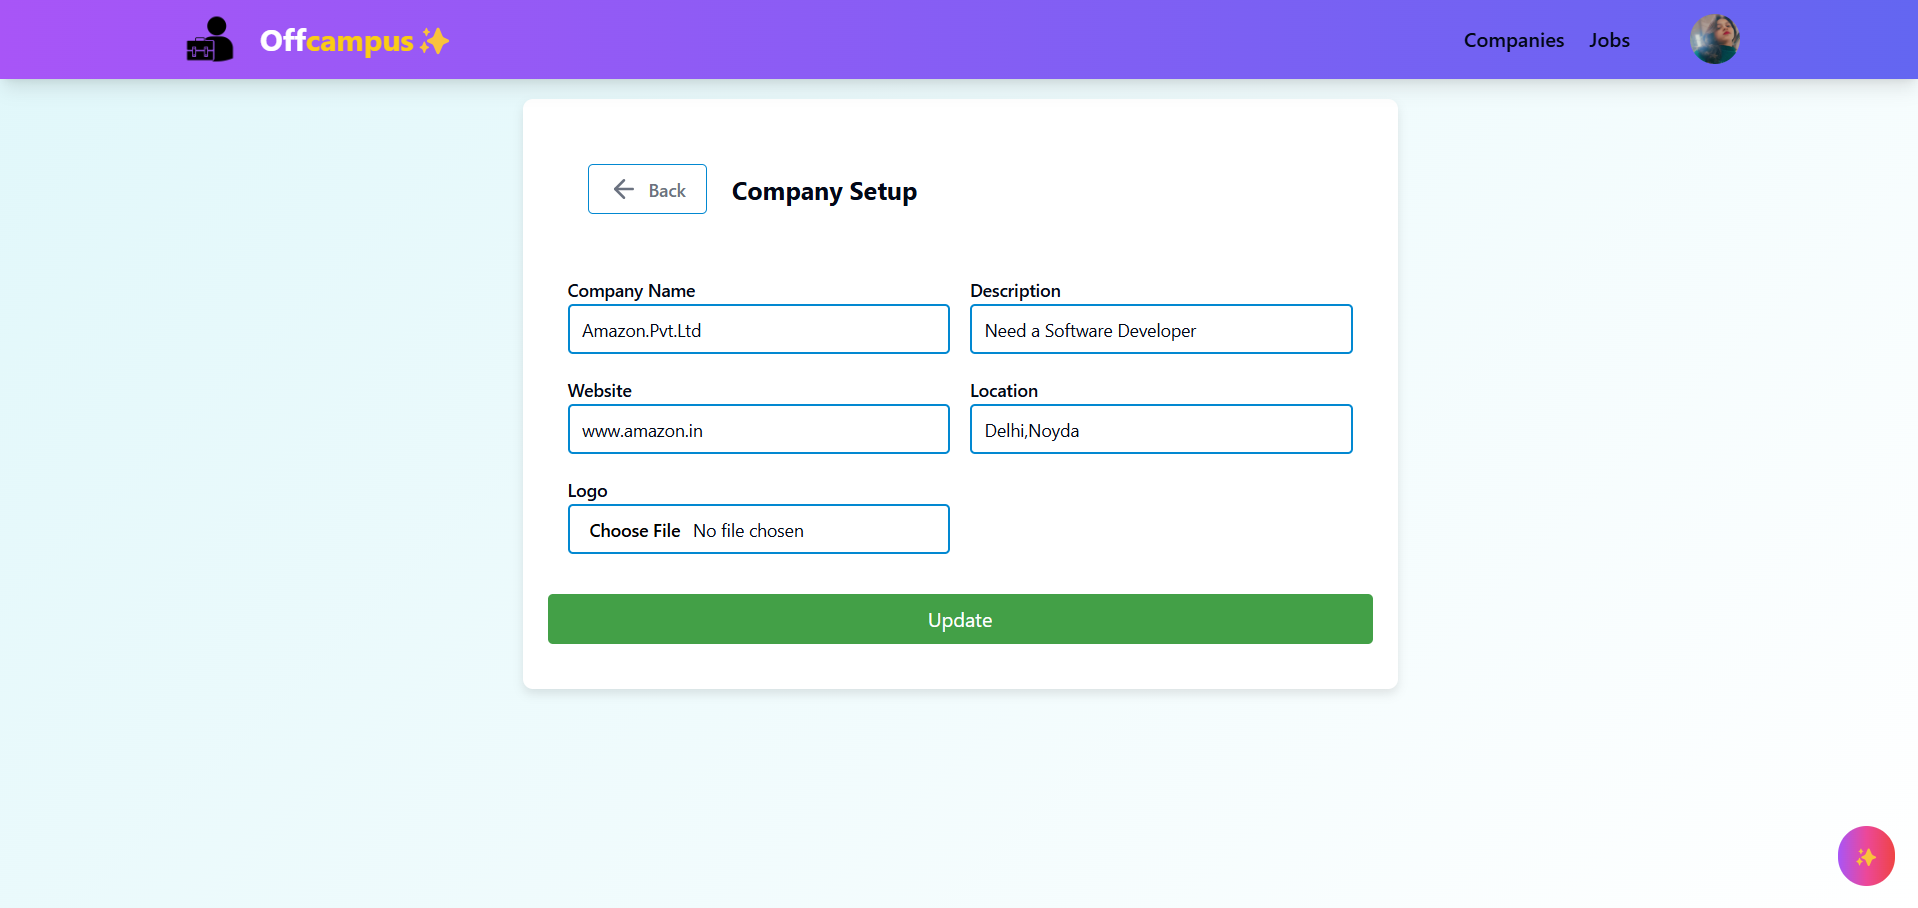 Offcampus✨ Companies Jobs
Back Company Setup
Company Name Description
Amazon.Pvt.Ltd Need a Software Developer
Website Location
www.amazon.in Delhi,Noyda
Logo
Choose File No file chosen
Update